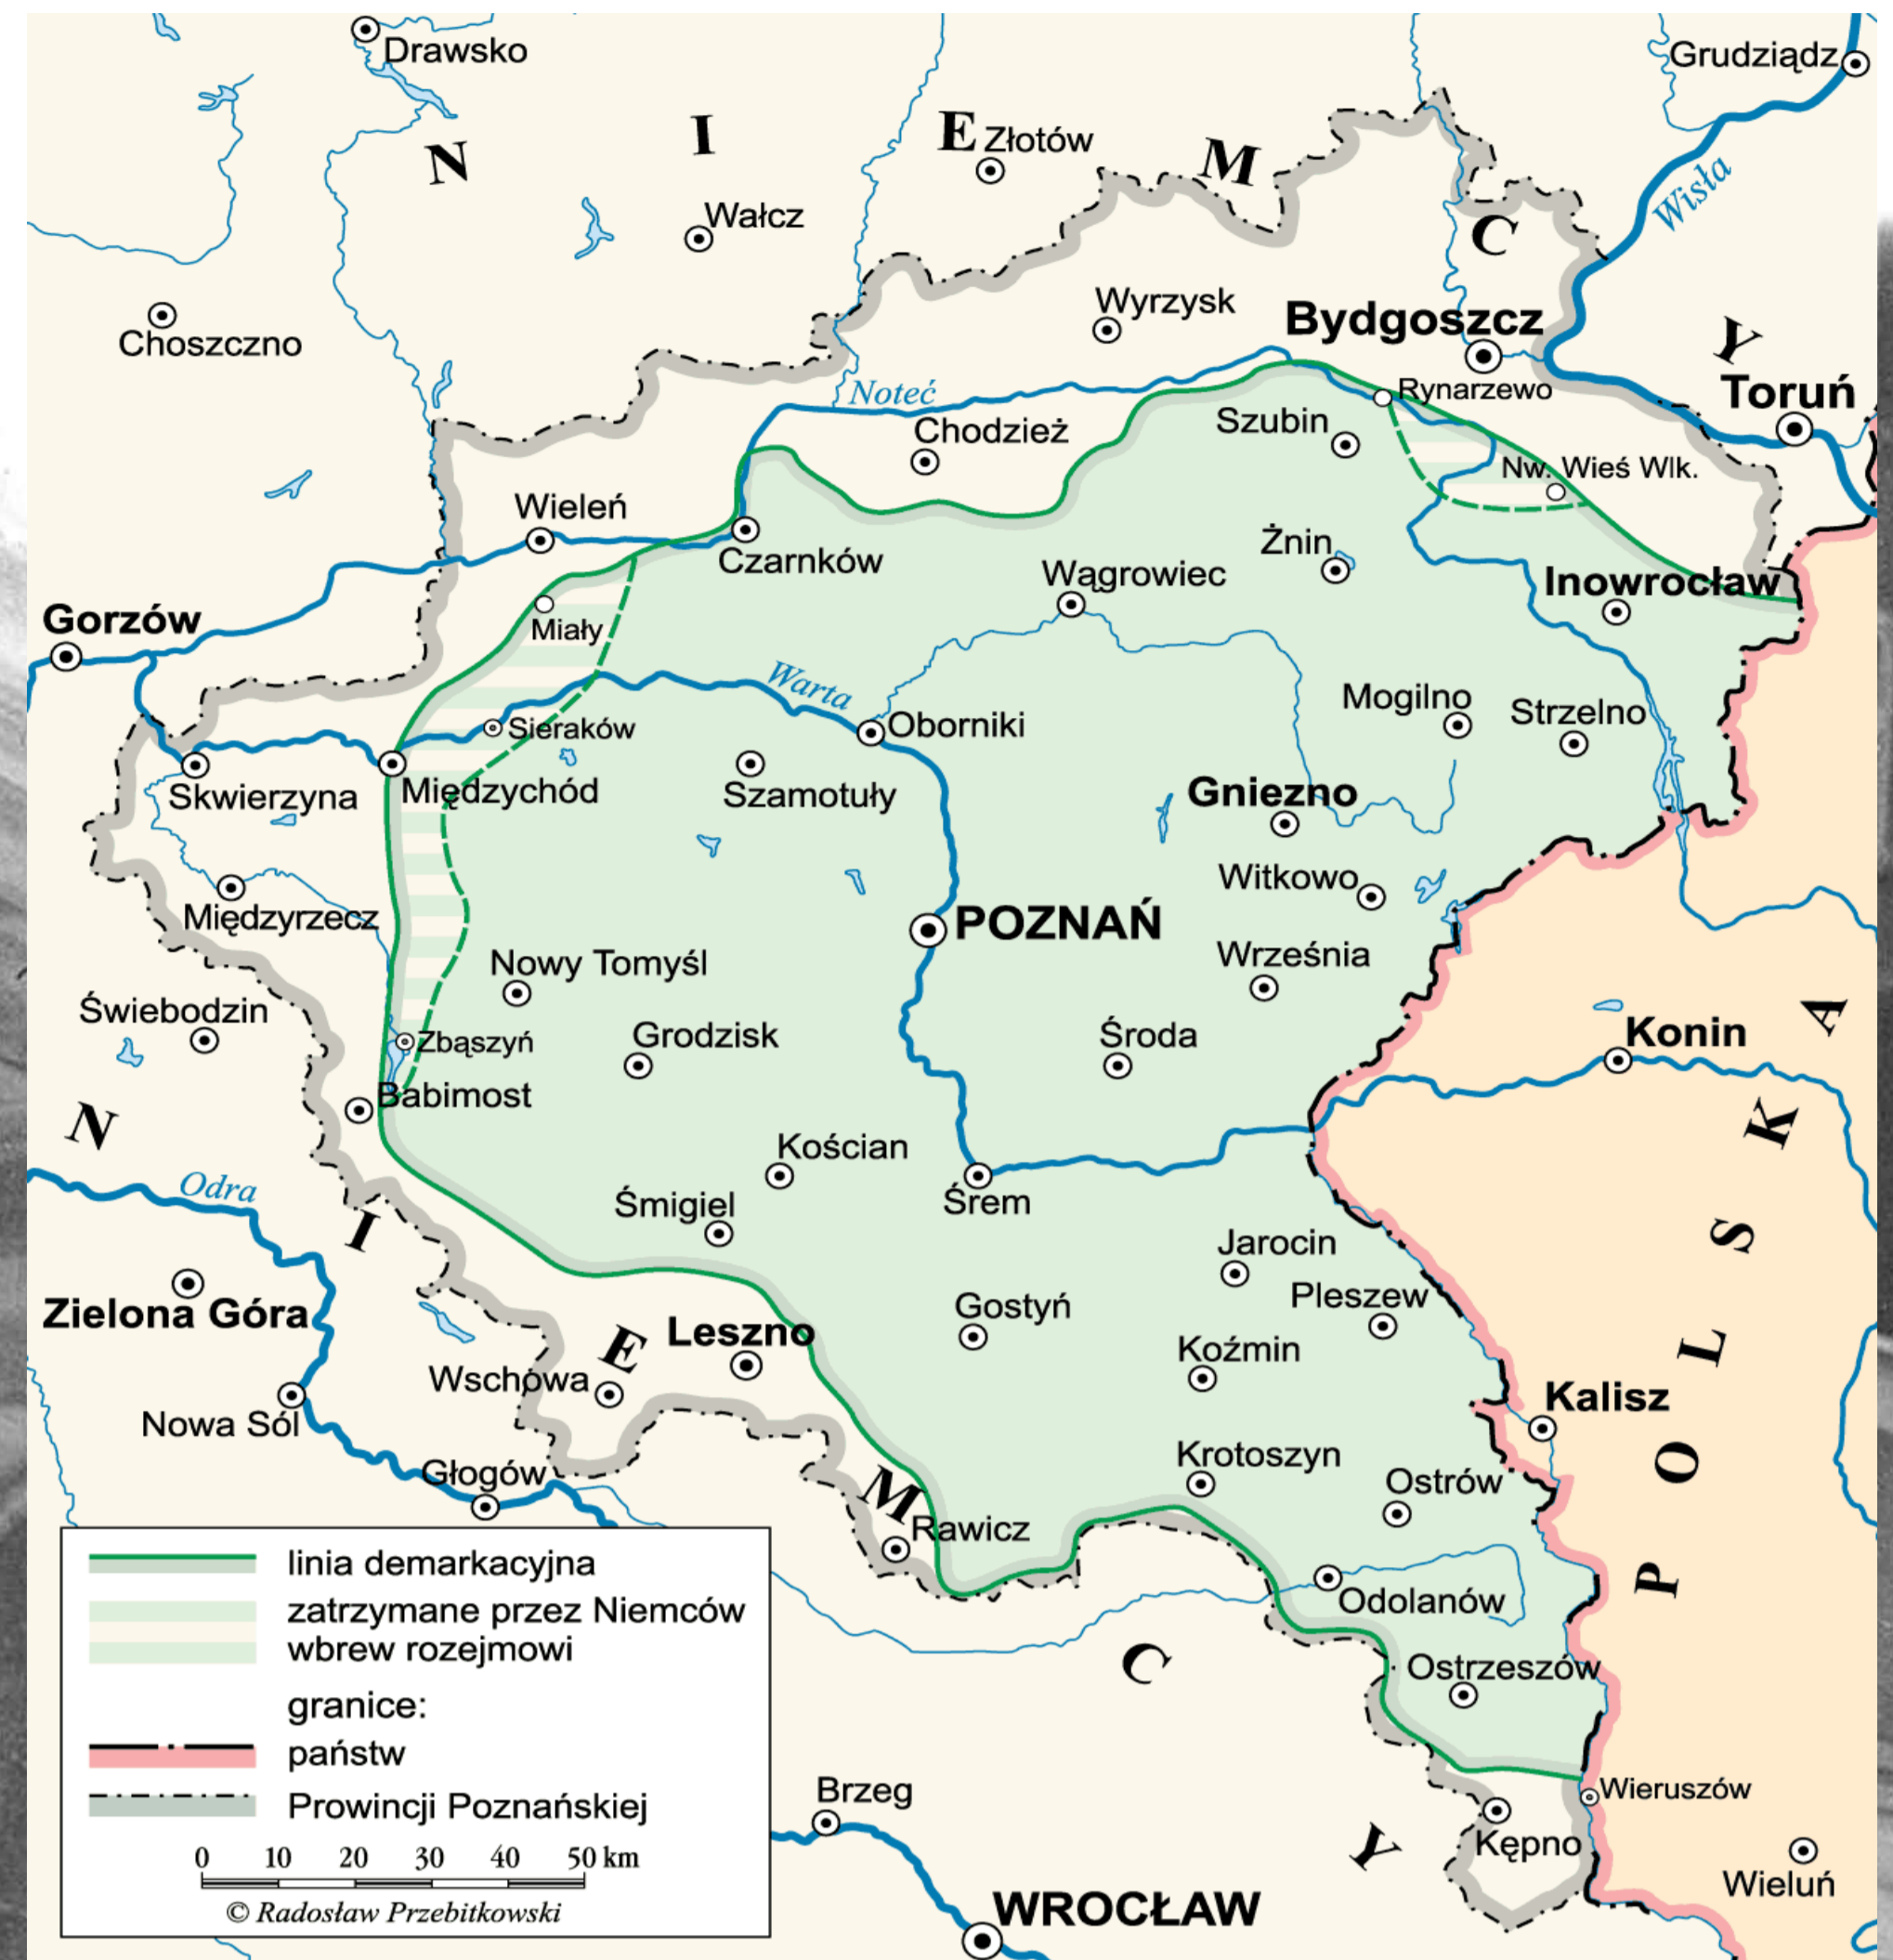 Drawsko
Grudziądz
N I E M C Y
Złotów
Wałcz
Wisła
Choszczno
Wyrzysk
Bydgoszcz
Toruń
Noteć
Rynarzewo
Szubin
Chodzież
Nw. Wieś Wlk.
Wieleń
Czarnków
Żnin
Wągrowiec
Inowrocław
Gorzów
Miały
Warta
Sieraków
Oborniki
Mogilno
Strzelno
Skwierzyna
Międzychód
Szamotuły
Gniezno
Witkowo
Międzyrzecz
POZNAŃ
Nowy Tomyśl
Września
Świebodzin
Zbąszyń
Grodzisk
Środa
Konin
Babimost
N I E M C Y
POLSKA
Kościan
Odra
Śmigiel
Śrem
Jarocin
Pleszew
Zielona Góra
Gostyń
Leszno
Koźmin
Wschowa
Kalisz
Nowa Sól
Krotoszyn
Głogów
Ostrów
Rawicz
Odolanów
Ostrzeszów
Brzeg
Wieruszów
Kępno
Wieluń
WROCŁAW
linia demarkacyjna
zatrzymane przez Niemców
wbrew rozejmowi
granice:
państw
Prowincji Poznańskiej
0 10 20 30 40 50 km
© Radosław Przebitkowski